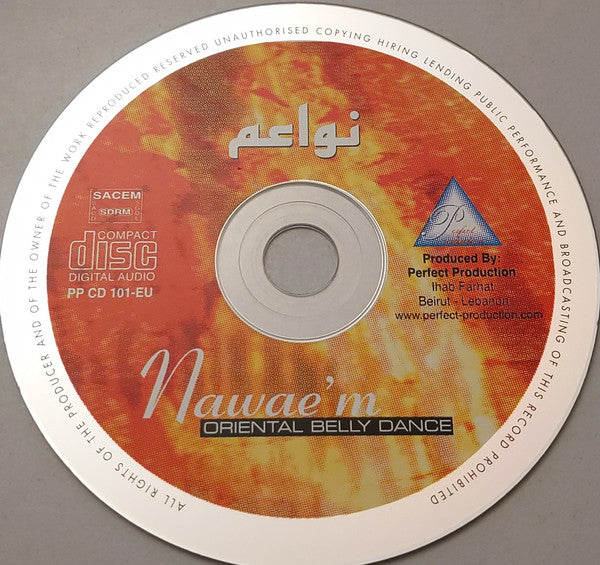 ALL RIGHTS OF THE PRODUCER AND OF THE OWNER OF THE WORK REPRODUCED RESERVED UNAUTHORISED COPYING HIRING LENDING PUBLIC PERFORMANCE AND BROADCASTING OF THIS RECORD PROHIBITED
نواعم
SACEM
SDRM
COMPACT
disc
DIGITAL AUDIO
PP CD 101-EU
Perfect
Produced By:
Perfect Production
Ihab Farhat
Beirut - Lebanon
www.perfect-production.com
Nawae'm
ORIENTAL BELLY DANCE